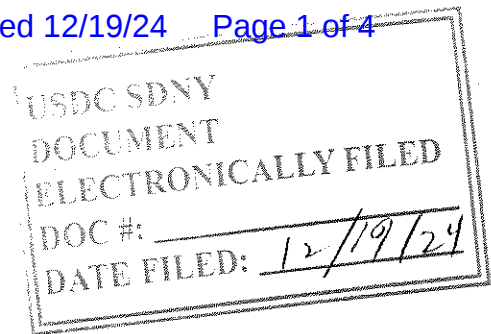 ed 12/19/24 Page 1 of 4
USDC SDNY
DOCUMENT
ELECTRONICALLY FILED
DOC #:
DATE FILED: 12/19/24